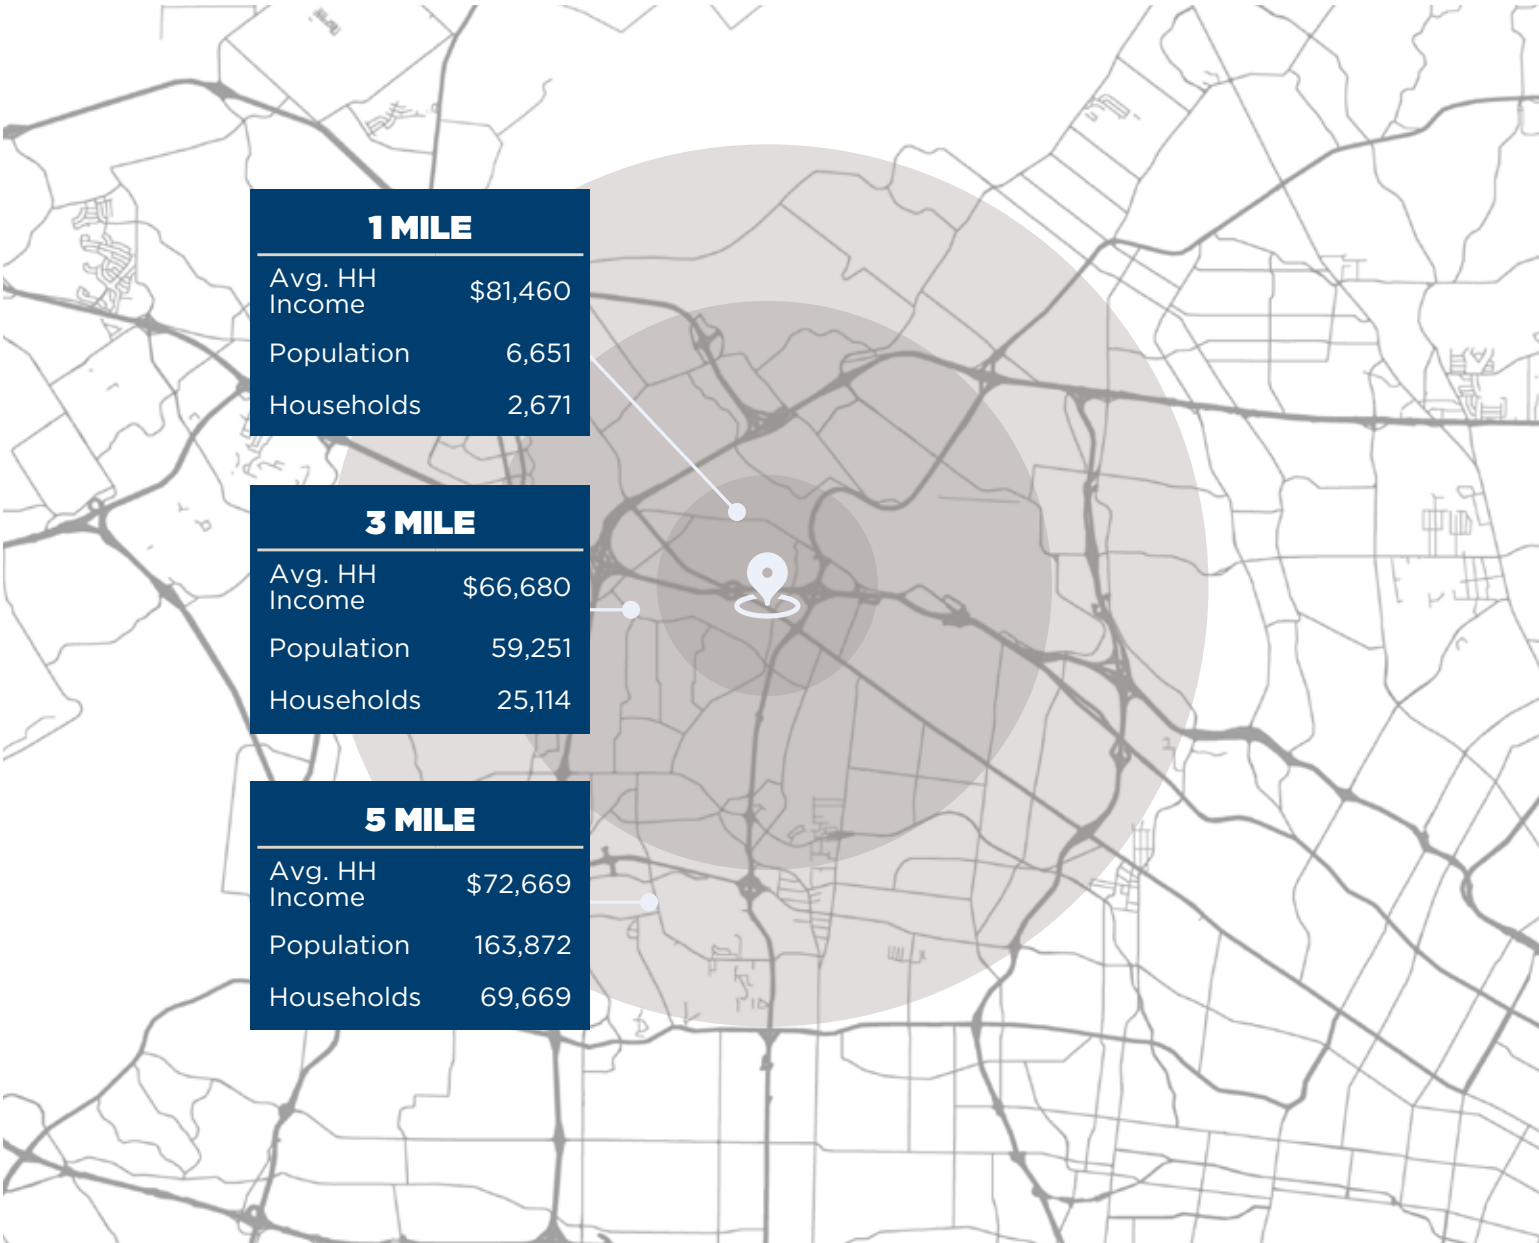 1 MILE
Avg. HH
Income
$81,460
Population 6,651
Households 2,671
3 MILE
Avg. HH
Income
$66,680
Population 59,251
Households 25,114
5 MILE
Avg. HH
Income
$72,669
Population 163,872
Households 69,669